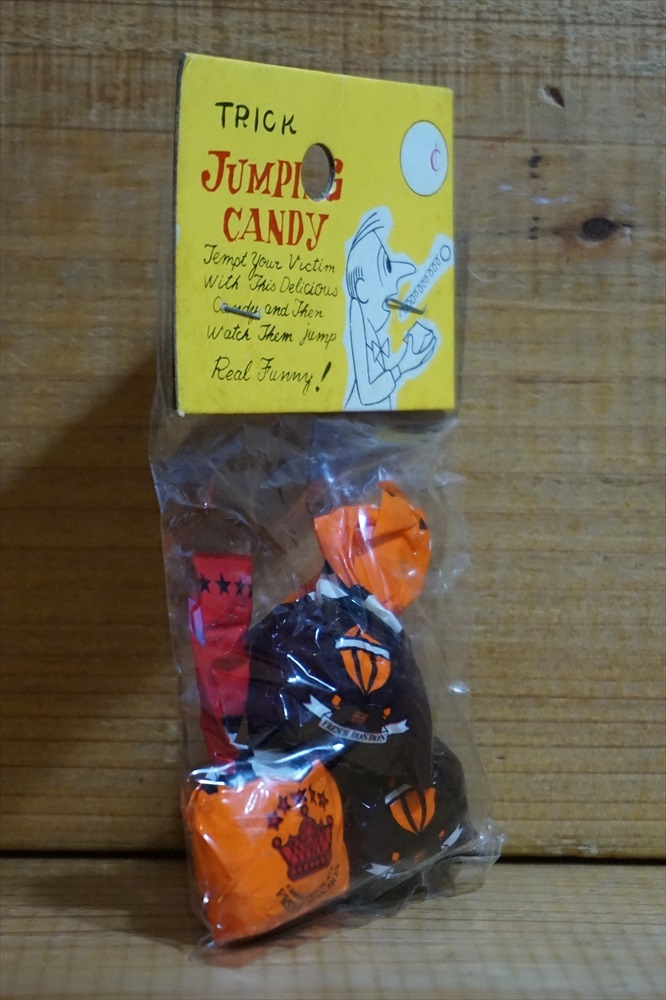 TRICK
¢
JUMPING
CANDY
Tempt Your Victim
With This Delicious
Candy and Then
Watch Them jump
Real Funny!
FRENCH BONBON